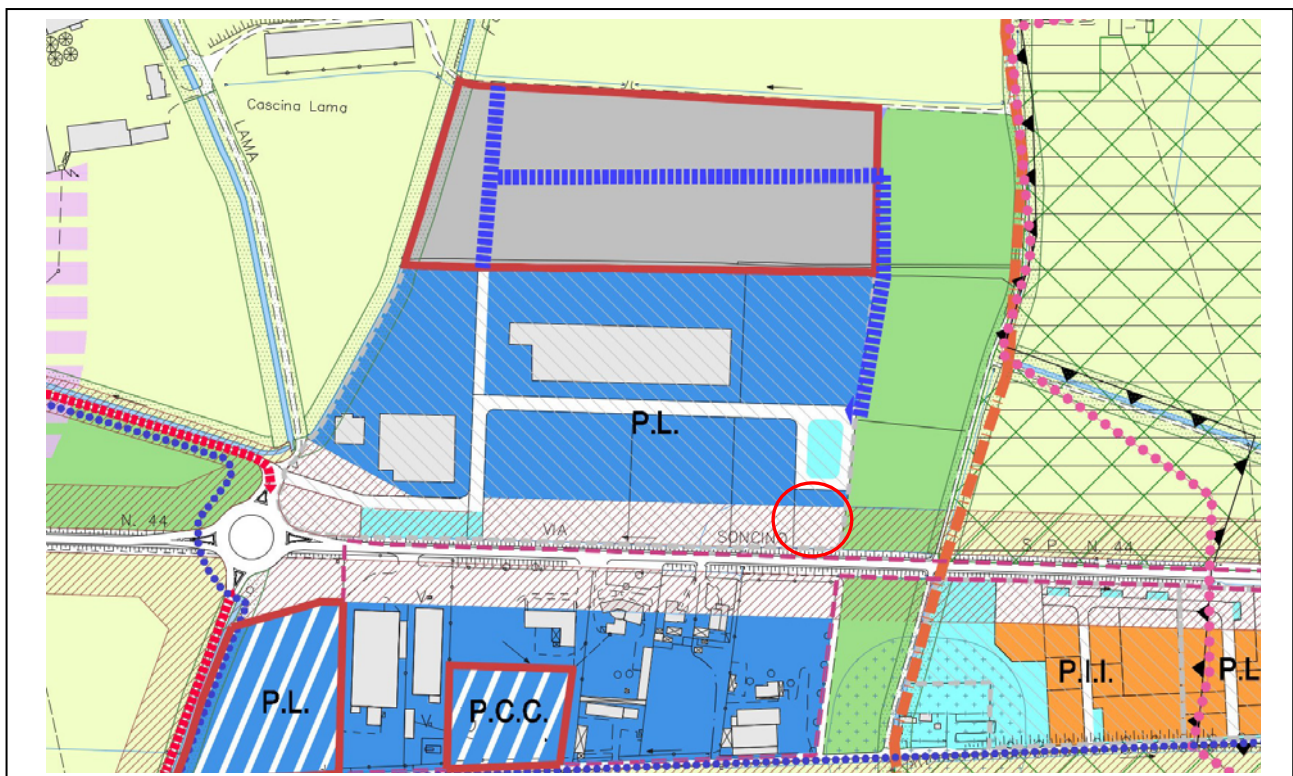 Cascina Lama
LAMA
P.L.
N. 44
VIA
SONCINO
S.P. N. 44
P.L.
P.C.C.
P.I.I.
P.L